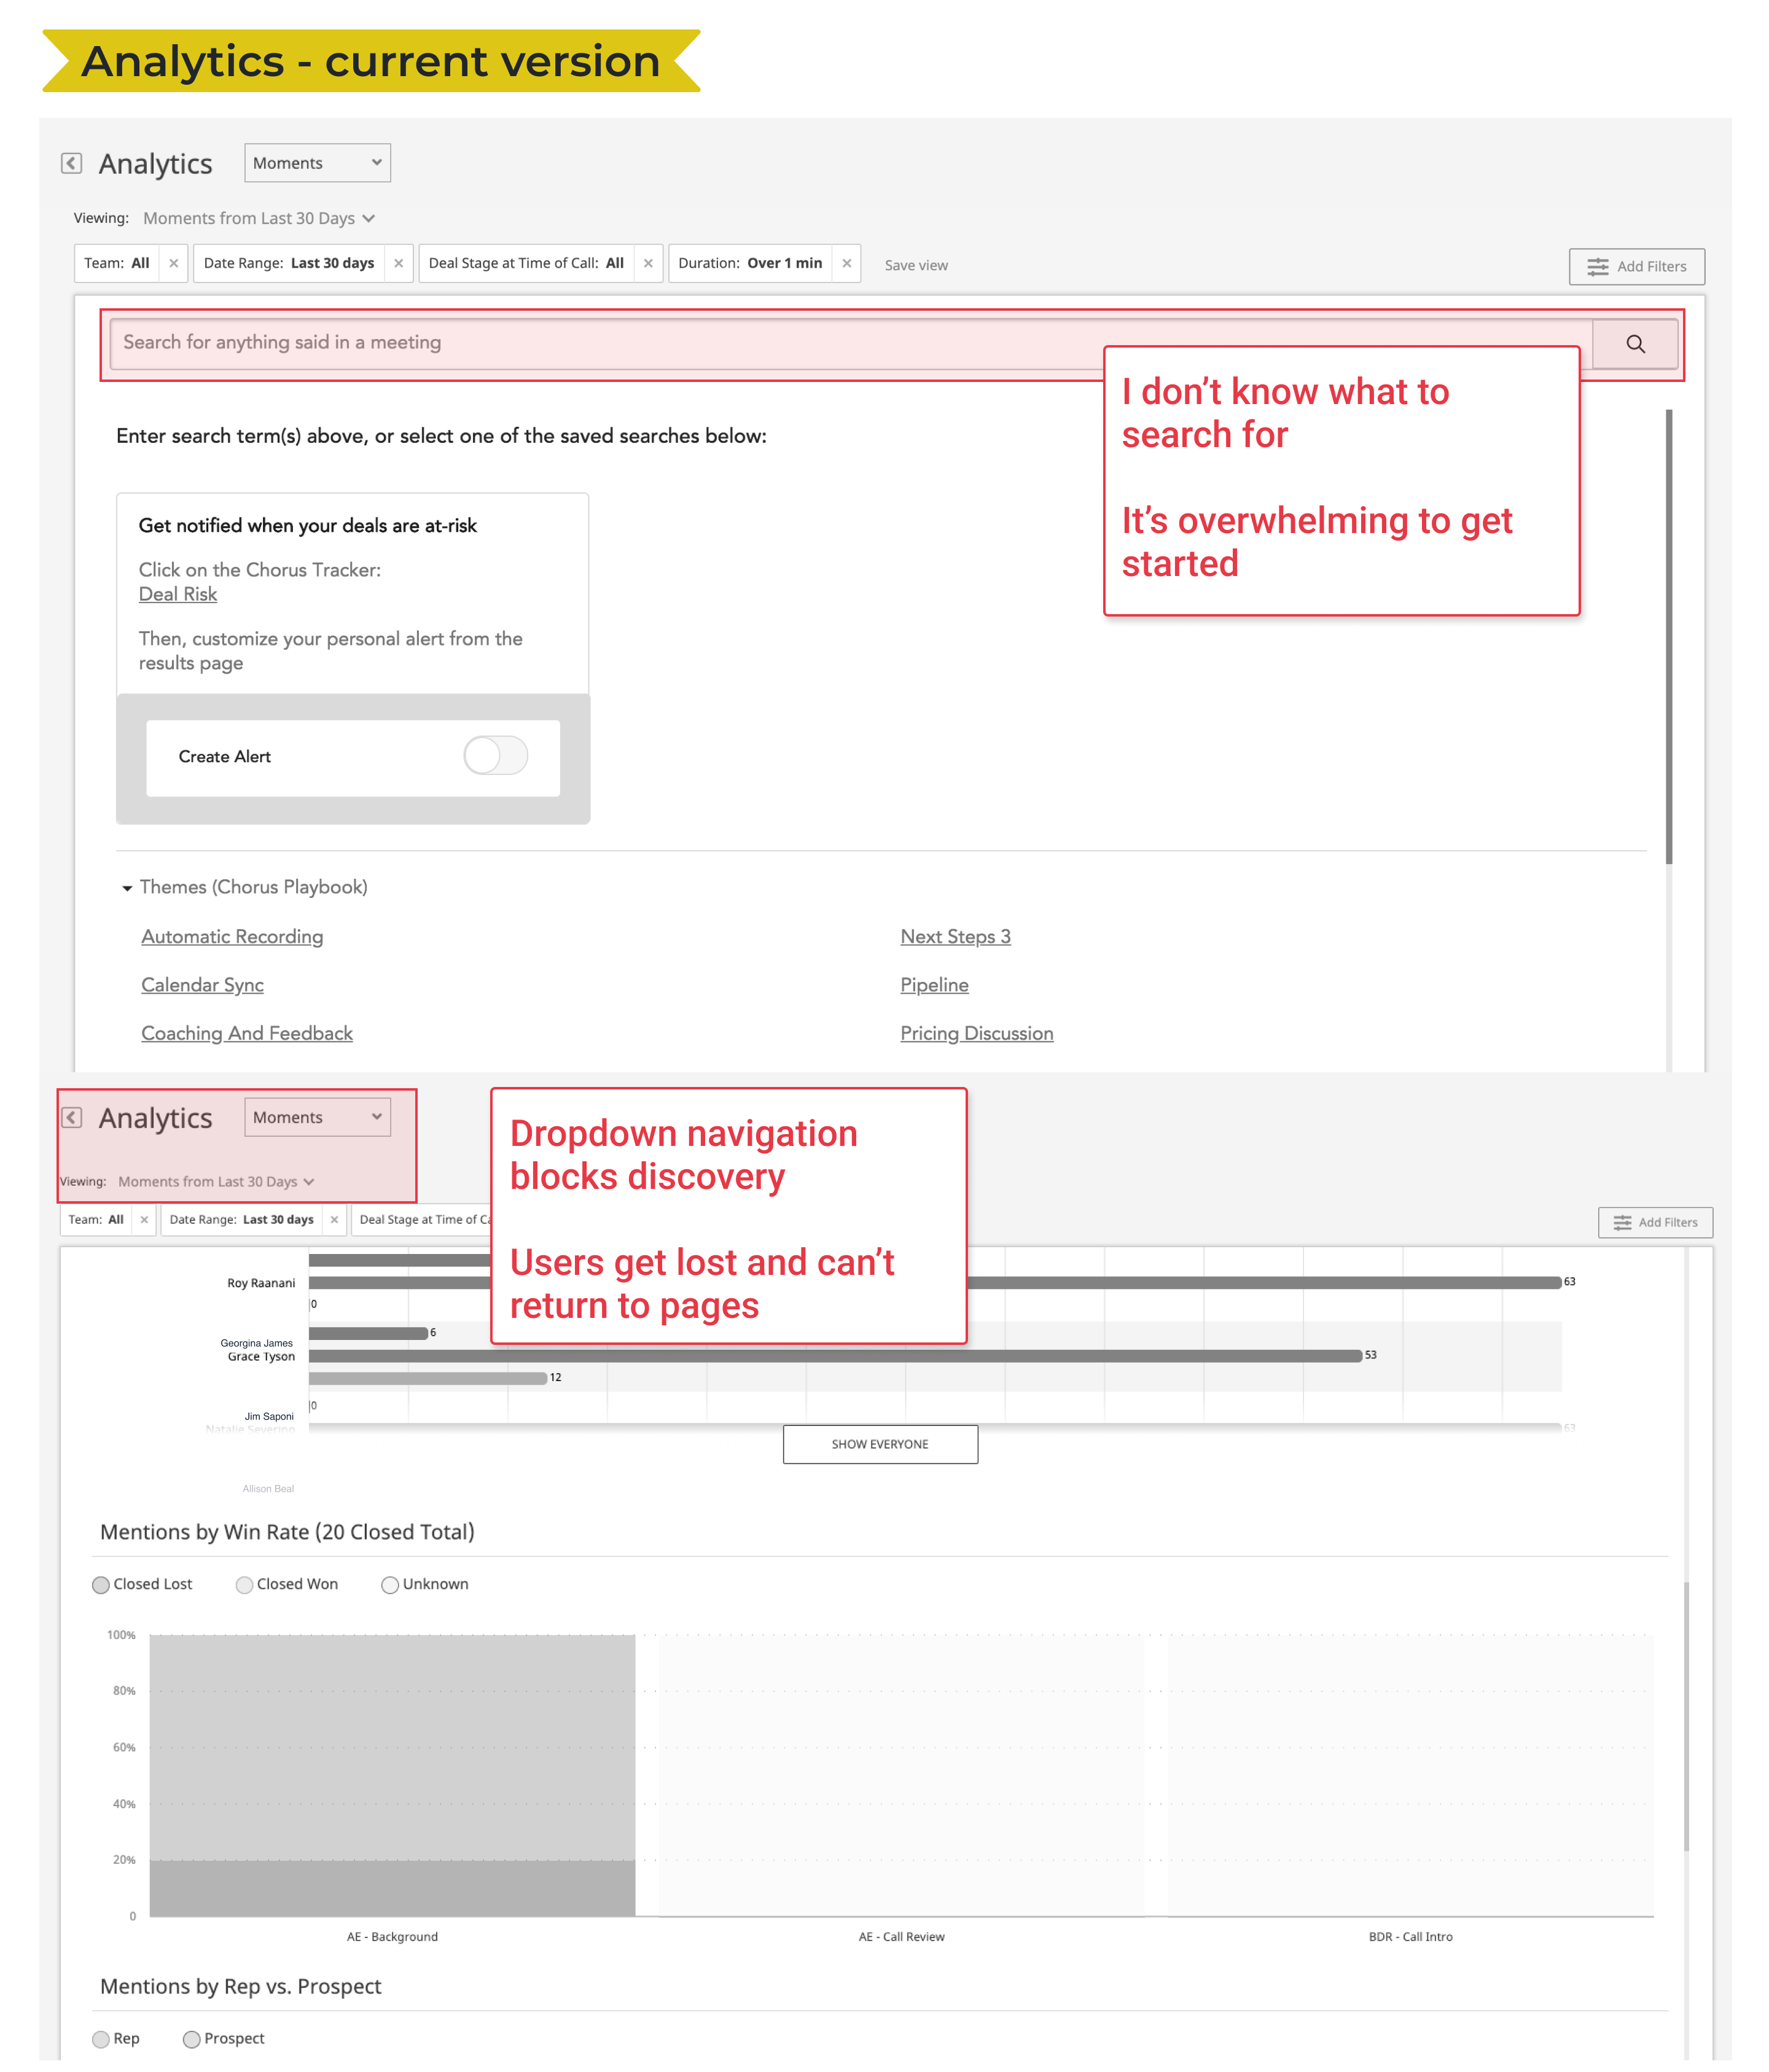 Analytics - current version
Analytics
Moments
Viewing: Moments from Last 30 Days
Team: All
Date Range: Last 30 days
Deal Stage at Time of Call: All
Duration: Over 1 min
Save view
Add Filters
Search for anything said in a meeting
I don't know what to
search for
It's overwhelming to get
started
Enter search term(s) above, or select one of the saved searches below:
Get notified when your deals are at-risk
Click on the Chorus Tracker:
Deal Risk
Then, customize your personal alert from the
results page
Create Alert
Themes (Chorus Playbook)
Automatic Recording
Next Steps 3
Calendar Sync
Pipeline
Coaching And Feedback
Pricing Discussion
Analytics
Moments
Viewing: Moments from Last 30 Days
Team: All
Date Range: Last 30 days
Deal Stage at Time of
Add Filters
Dropdown navigation
blocks discovery
Users get lost and can't
return to pages
Roy Raanani
63
0
6
Georgina James
Grace Tyson
53
12
0
Jim Saponi
Natalie Severino
63
SHOW EVERYONE
Allison Beal
Mentions by Win Rate (20 Closed Total)
Closed Lost
Closed Won
Unknown
100%
80%
60%
40%
20%
0
AE - Background
AE - Call Review
BDR - Call Intro
Mentions by Rep vs. Prospect
Rep
Prospect